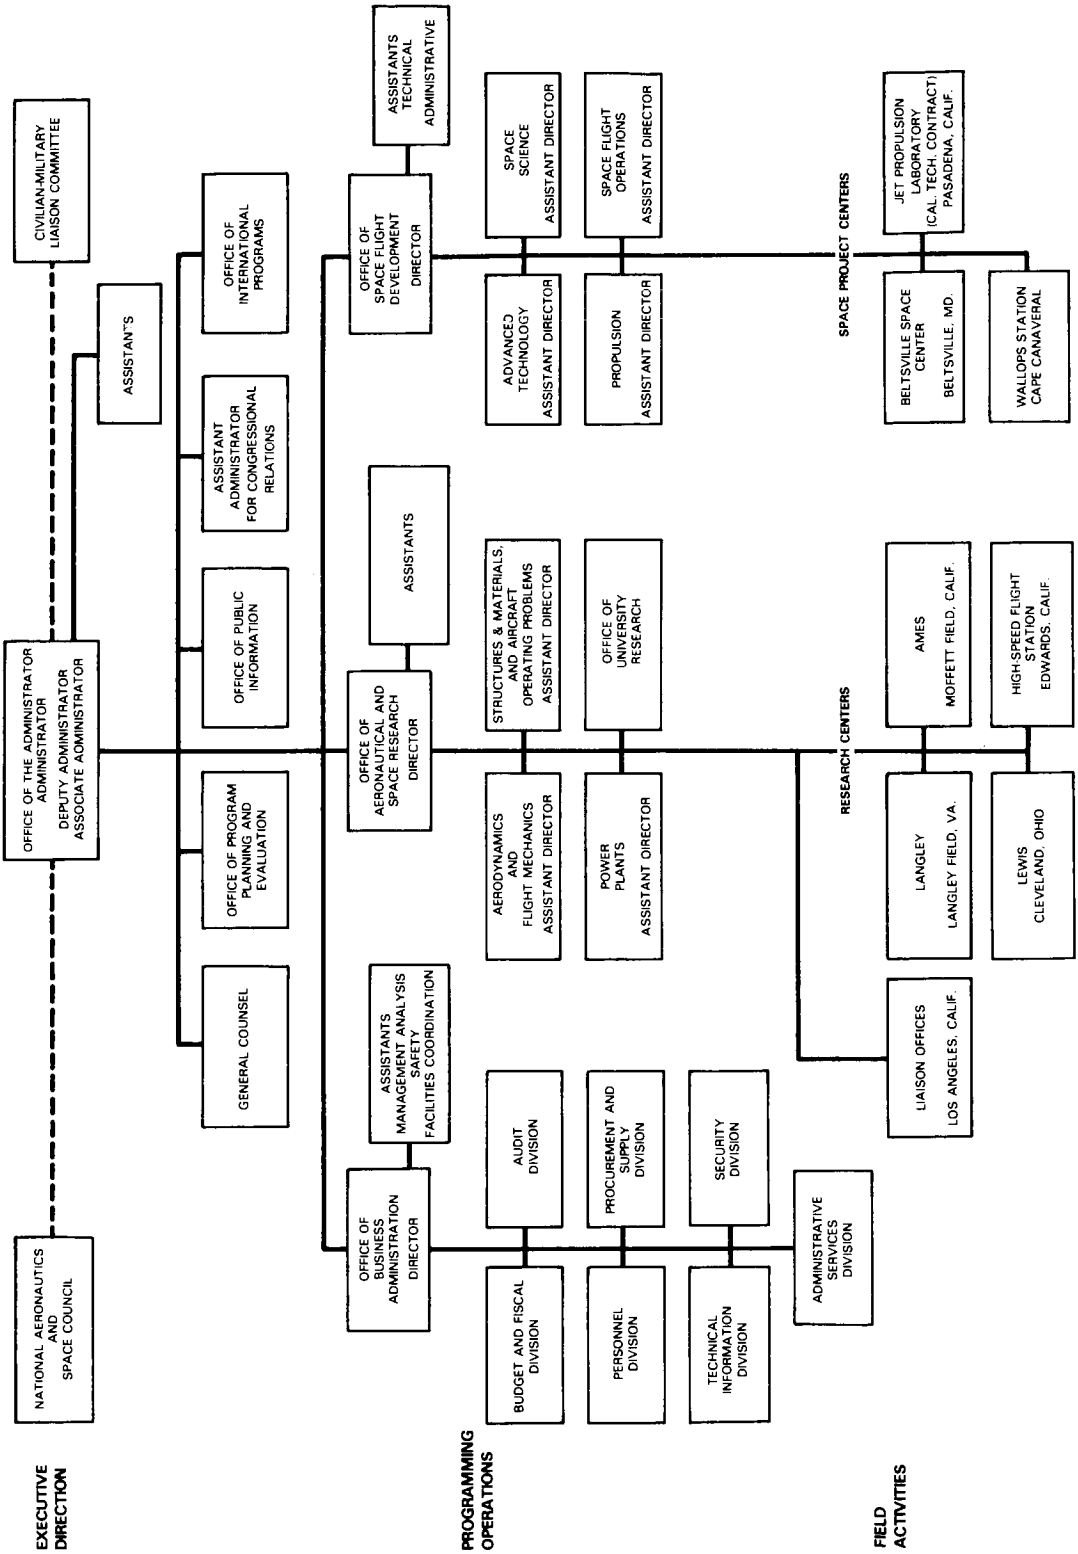 EXECUTIVE
DIRECTION
NATIONAL AERONAUTICS
AND
SPACE COUNCIL
OFFICE OF THE ADMINISTRATOR
ADMINISTRATOR
DEPUTY ADMINISTRATOR
ASSOCIATE ADMINISTRATOR
CIVILIAN-MILITARY
LIAISON COMMITTEE
ASSISTANTS
GENERAL COUNSEL
OFFICE OF PROGRAM
PLANNING AND
EVALUATION
OFFICE OF PUBLIC
INFORMATION
ASSISTANT
ADMINISTRATOR
FOR CONGRESSIONAL
RELATIONS
OFFICE OF
INTERNATIONAL
PROGRAMS
PROGRAMMING
OPERATIONS
OFFICE OF
BUSINESS
ADMINISTRATION
DIRECTOR
ASSISTANTS
MANAGEMENT ANALYSIS
SAFETY
FACILITIES COORDINATION
OFFICE OF
AERONAUTICAL AND
SPACE RESEARCH
DIRECTOR
ASSISTANTS
OFFICE OF
SPACE FLIGHT
DEVELOPMENT
DIRECTOR
ASSISTANTS
TECHNICAL
ADMINISTRATIVE
BUDGET AND FISCAL
DIVISION
AUDIT
DIVISION
AERODYNAMICS
AND
FLIGHT MECHANICS
ASSISTANT DIRECTOR
STRUCTURES & MATERIALS,
AND AIRCRAFT
OPERATING PROBLEMS
ASSISTANT DIRECTOR
ADVANCED
TECHNOLOGY
ASSISTANT DIRECTOR
SPACE
SCIENCE
ASSISTANT DIRECTOR
PERSONNEL
DIVISION
PROCUREMENT AND
SUPPLY
DIVISION
POWER
PLANTS
ASSISTANT DIRECTOR
OFFICE OF
UNIVERSITY
RESEARCH
PROPULSION
ASSISTANT DIRECTOR
SPACE FLIGHT
OPERATIONS
ASSISTANT DIRECTOR
TECHNICAL
INFORMATION
DIVISION
SECURITY
DIVISION
ADMINISTRATIVE
SERVICES
DIVISION
FIELD
ACTIVITIES
RESEARCH CENTERS
SPACE PROJECT CENTERS
LIAISON OFFICES
LOS ANGELES, CALIF.
LANGLEY
LANGLEY FIELD, VA.
AMES
MOFFETT FIELD, CALIF.
BELTSVILLE SPACE
CENTER
BELTSVILLE, MD.
JET PROPULSION
LABORATORY
(CAL. TECH. CONTRACT)
PASADENA, CALIF.
LEWIS
CLEVELAND, OHIO
HIGH-SPEED FLIGHT
STATION
EDWARDS, CALIF.
WALLOPS STATION
CAPE CANAVERAL